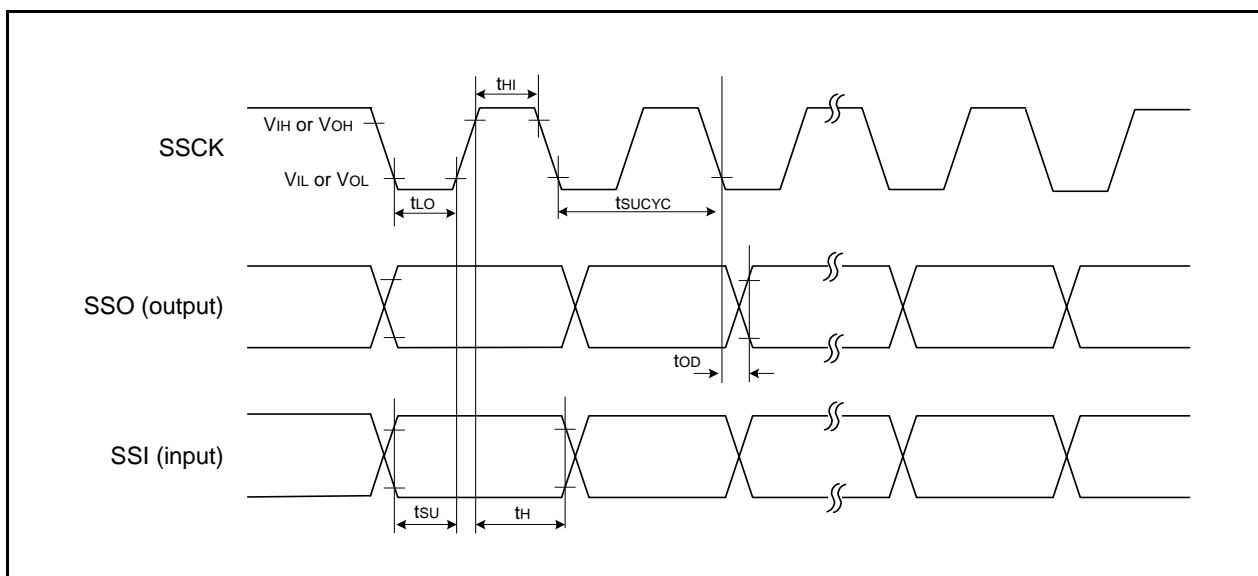 tHI
VIH or VOH
SSCK
VIL or VOL
tLO
tSUCYC
SSO (output)
tOD
SSI (input)
tSU
tH